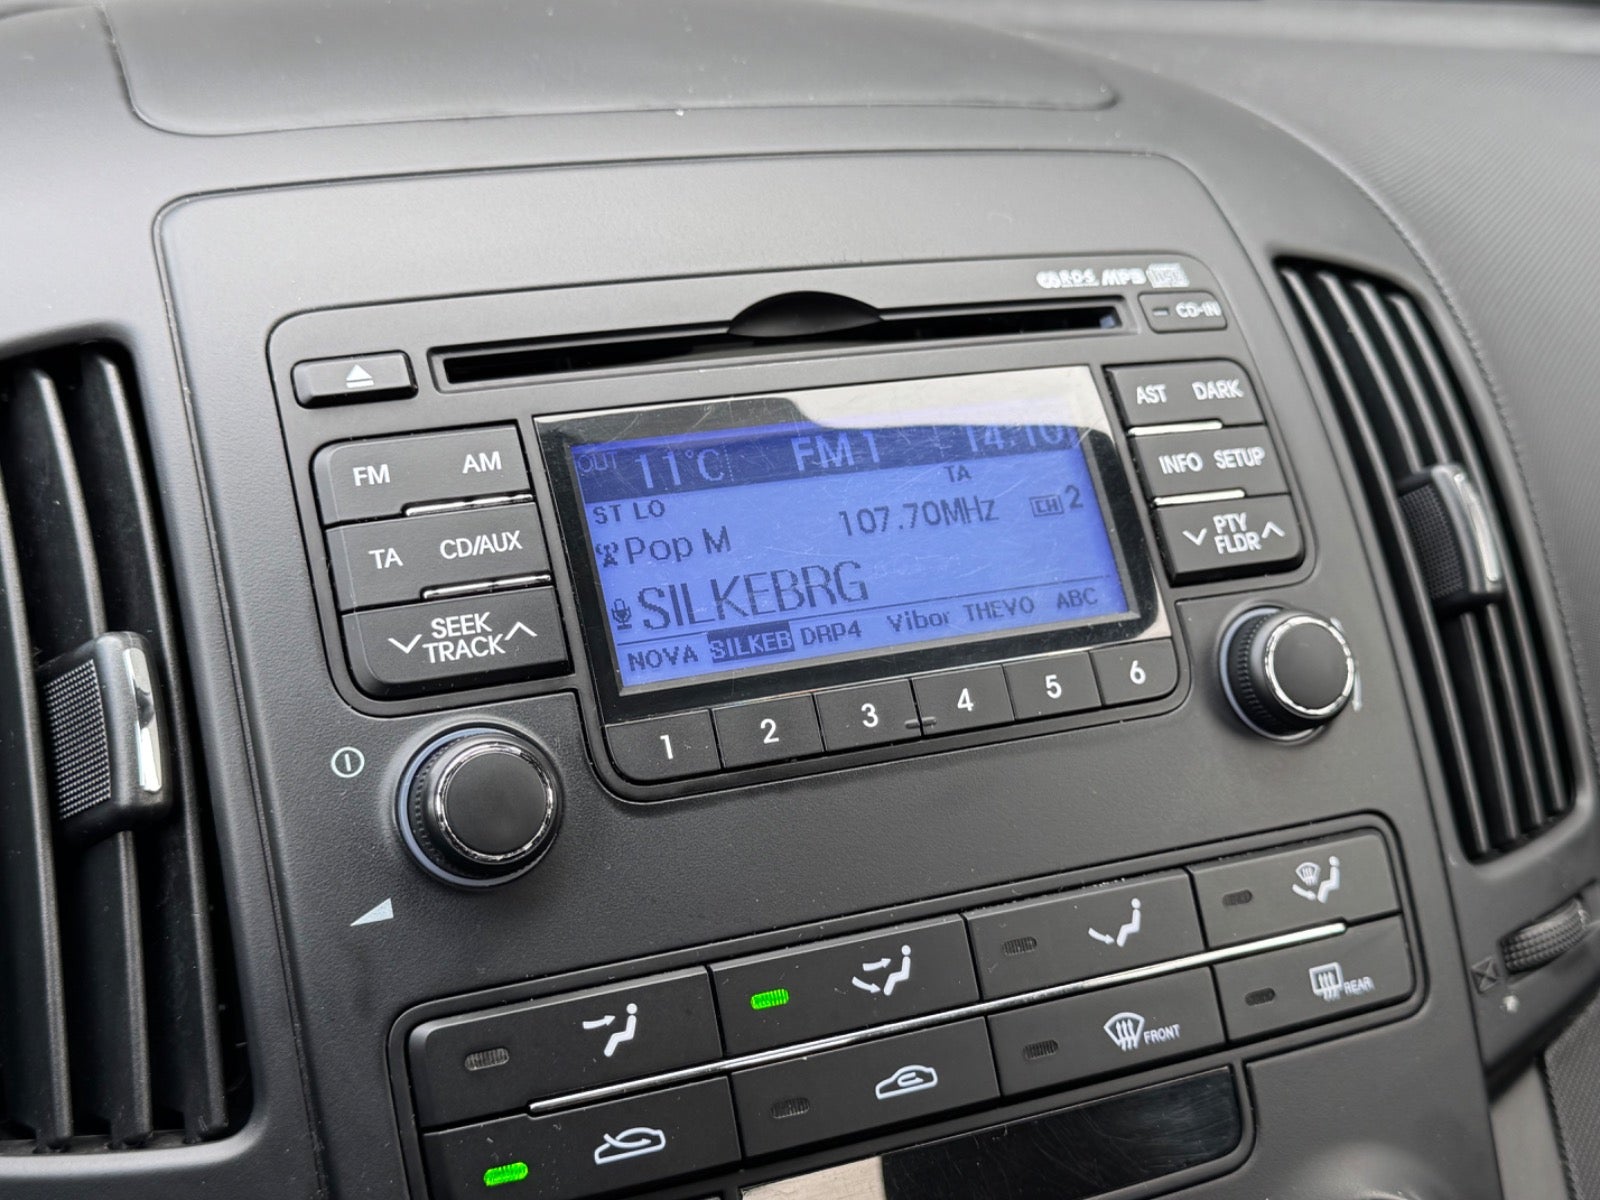 RDS MP3
CD-IN
AST DARK
FM AM
OUT 11°C FM1 14:10
TA
INFO SETUP
ST LO
107.70MHz CH 2
TA CD/AUX
Pop M
PTY
FLDR
SILKEBRG
SEEK
TRACK
NOVA SILKEB DRP4 Vibor THEVO ABC
1 2 3 4 5 6
REAR
FRONT